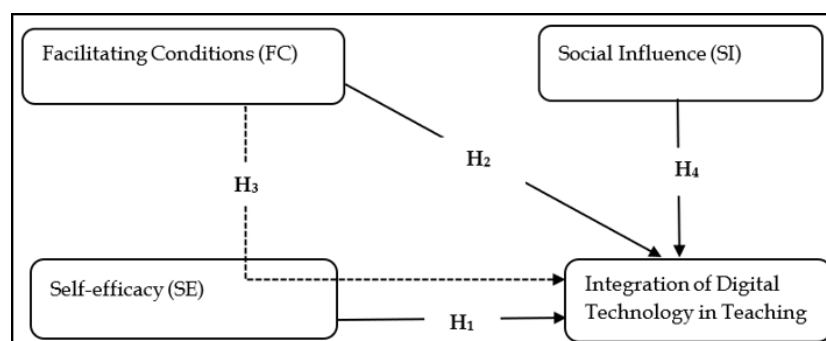 Facilitating Conditions (FC)
Social Influence (SI)
H₂
H₄
H₃
Self-efficacy (SE)
Integration of Digital
Technology in Teaching
H₁